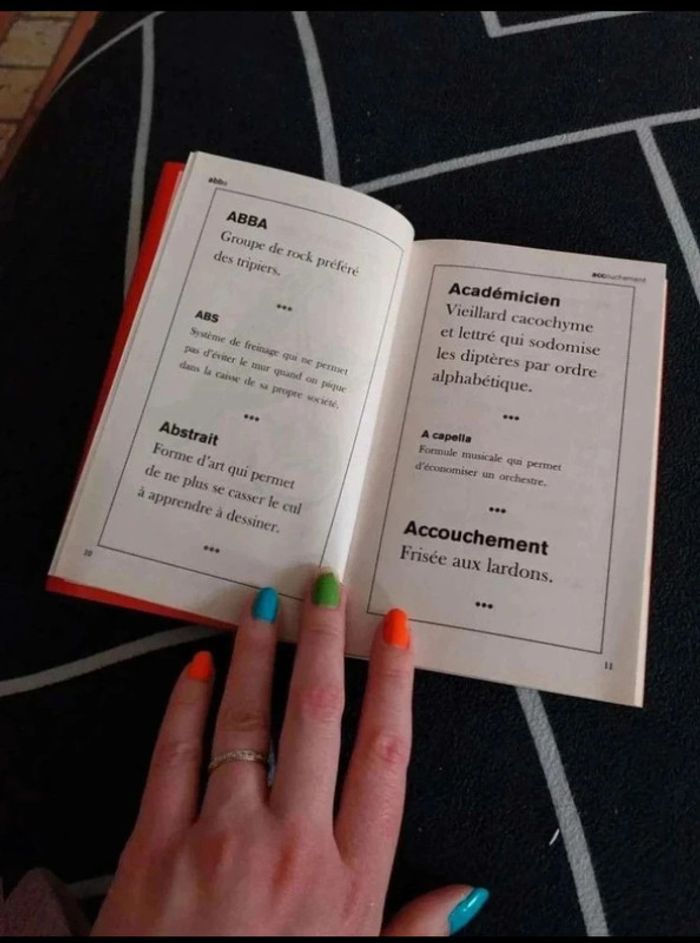 abba
ABBA
Groupe de rock préféré
des tripiers.
•••
ABS
Système de freinage qui ne permet
pas d'éviter le mur quand on pique
dans la caisse de sa propre société.
•••
Abstrait
Forme d'art qui permet
de ne plus se casser le cul
à apprendre à dessiner.
•••
10
accouchement
Académicien
Vieillard cacochyme
et lettré qui sodomise
les diptères par ordre
alphabétique.
•••
A capella
Formule musicale qui permet
d'économiser un orchestre.
•••
Accouchement
Frisée aux lardons.
•••
11